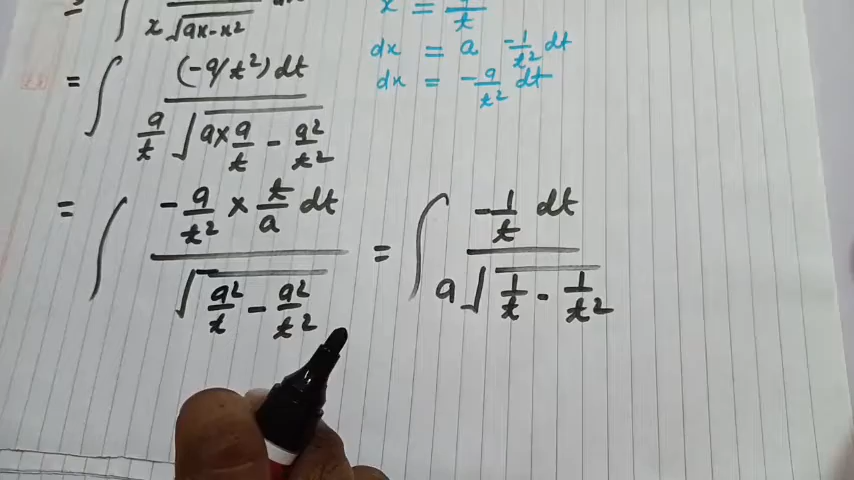 = ∫ x √(ax-x²)
x = a/t
dx = a -1/t² dt
dx = -a/t² dt
= ∫ (-a/t²) dt / (a/t √(a×a/t - a²/t²))
= ∫ (-a/t² × t/a dt) / √(a²/t - a²/t²) = ∫ (-1/t dt) / (a √(1/t - 1/t²))